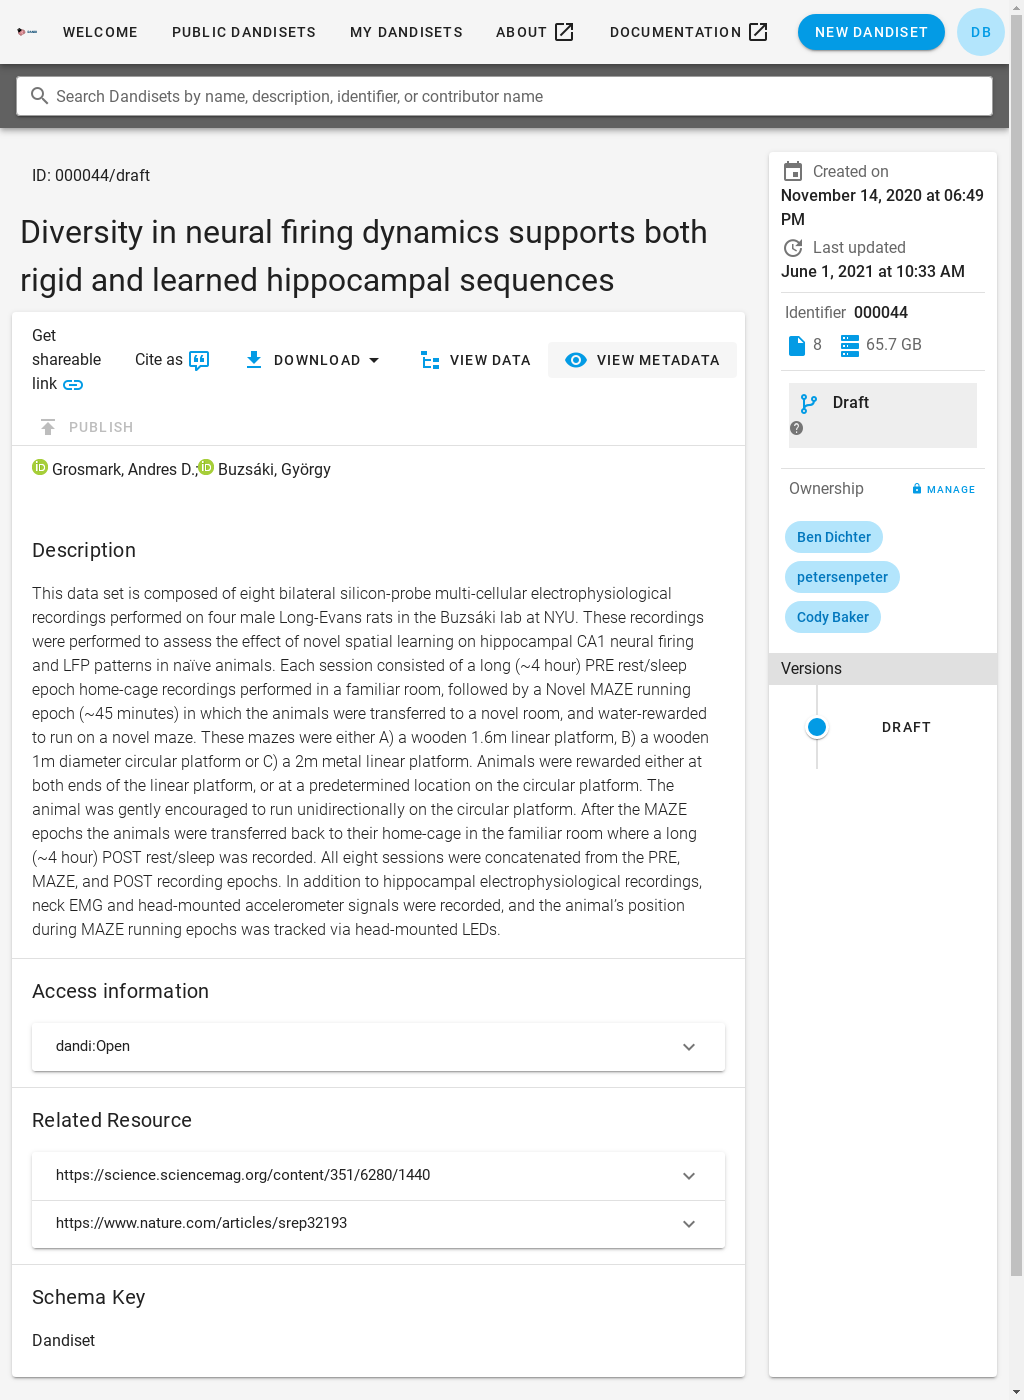 WELCOME
PUBLIC DANDISETS
MY DANDISETS
ABOUT
DOCUMENTATION
NEW DANDISET
DB
Search Dandisets by name, description, identifier, or contributor name
ID: 000044/draft
Diversity in neural firing dynamics supports both
rigid and learned hippocampal sequences
Get
shareable
link
Cite as
DOWNLOAD
VIEW DATA
VIEW METADATA
PUBLISH
Grosmark, Andres D.; Buzsáki, György
Description
This data set is composed of eight bilateral silicon-probe multi-cellular electrophysiological
recordings performed on four male Long-Evans rats in the Buzsáki lab at NYU. These recordings
were performed to assess the effect of novel spatial learning on hippocampal CA1 neural firing
and LFP patterns in naïve animals. Each session consisted of a long (~4 hour) PRE rest/sleep
epoch home-cage recordings performed in a familiar room, followed by a Novel MAZE running
epoch (~45 minutes) in which the animals were transferred to a novel room, and water-rewarded
to run on a novel maze. These mazes were either A) a wooden 1.6m linear platform, B) a wooden
1m diameter circular platform or C) a 2m metal linear platform. Animals were rewarded either at
both ends of the linear platform, or at a predetermined location on the circular platform. The
animal was gently encouraged to run unidirectionally on the circular platform. After the MAZE
epochs the animals were transferred back to their home-cage in the familiar room where a long
(~4 hour) POST rest/sleep was recorded. All eight sessions were concatenated from the PRE,
MAZE, and POST recording epochs. In addition to hippocampal electrophysiological recordings,
neck EMG and head-mounted accelerometer signals were recorded, and the animal's position
during MAZE running epochs was tracked via head-mounted LEDs.
Access information
dandi:Open
Related Resource
https://science.sciencemag.org/content/351/6280/1440
https://www.nature.com/articles/srep32193
Schema Key
Dandiset
Created on
November 14, 2020 at 06:49
PM
Last updated
June 1, 2021 at 10:33 AM
Identifier 000044
8
65.7 GB
Draft
Ownership
MANAGE
Ben Dichter
petersenpeter
Cody Baker
Versions
DRAFT